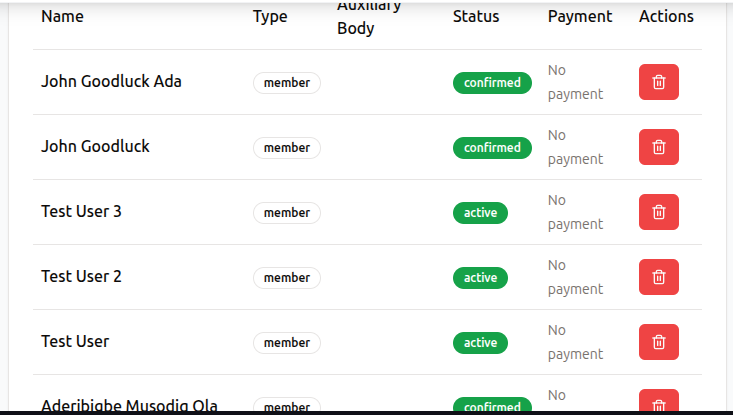 Name Type Auxiliary Body Status Payment Actions
John Goodluck Ada member confirmed No payment
John Goodluck member confirmed No payment
Test User 3 member active No payment
Test User 2 member active No payment
Test User member active No payment
Aderibigbe Musodiq Ola member confirmed No